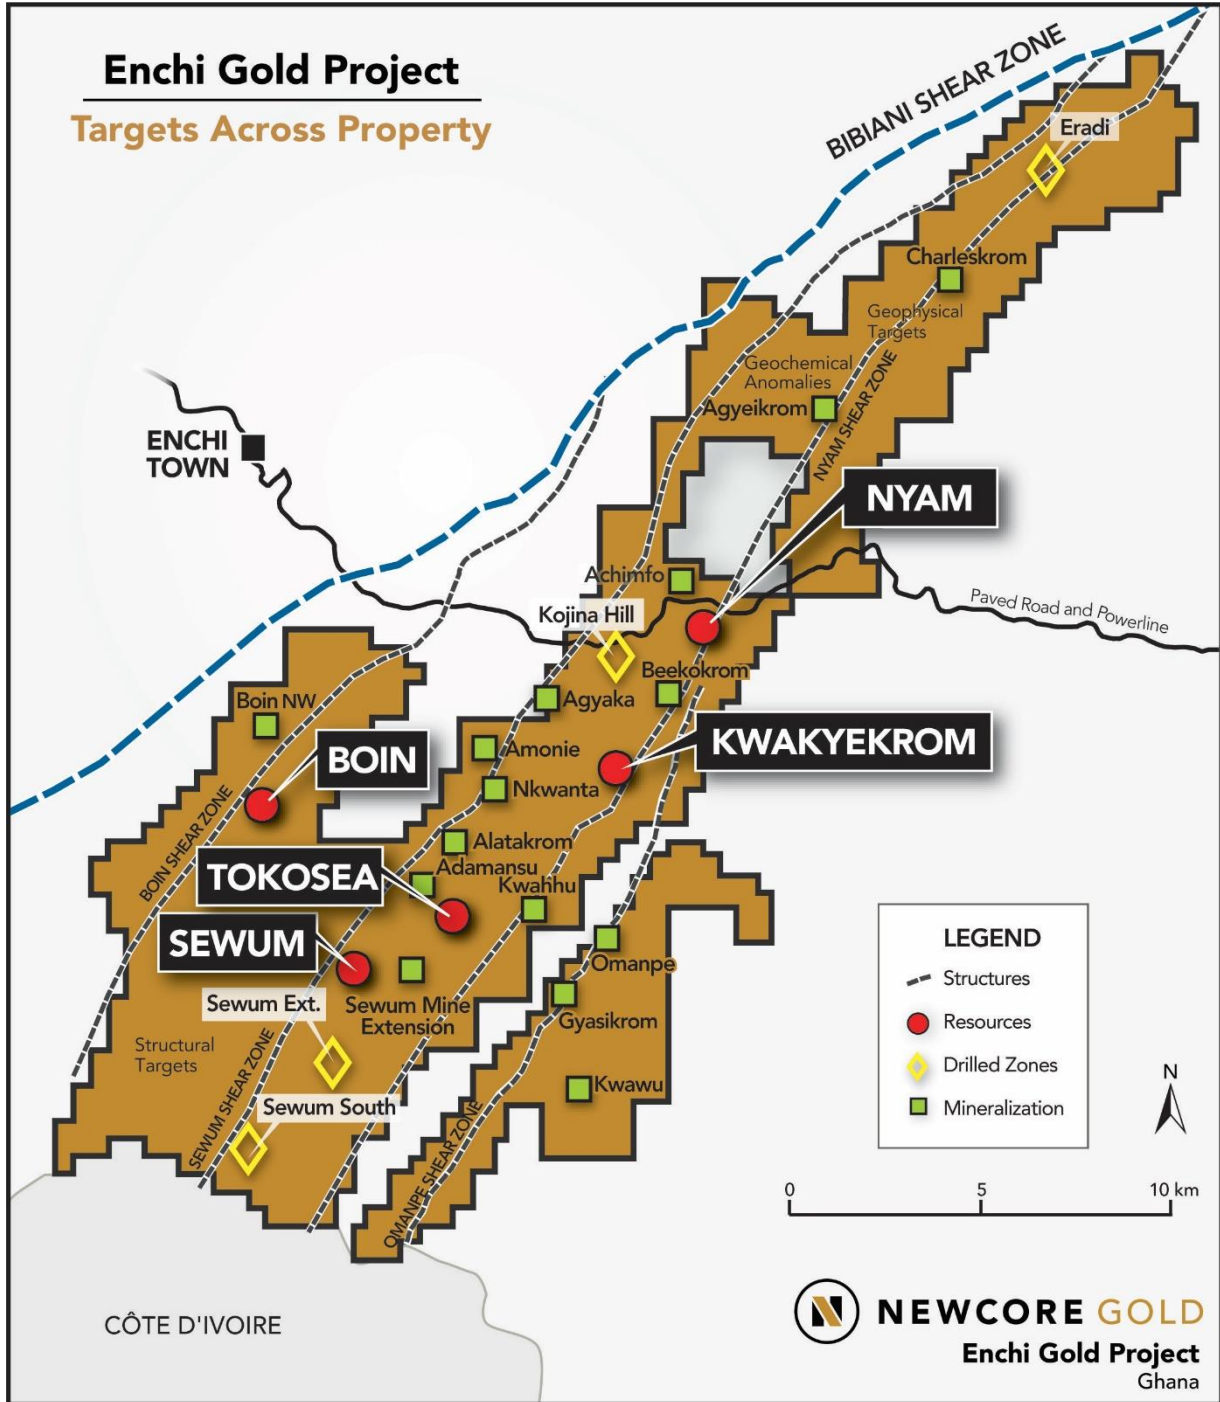 Enchi Gold Project
Targets Across Property
BIBIANI SHEAR ZONE
Eradi
Charleskrom
Geophysical
Targets
Geochemical
Anomalies
Agyeikrom
NYAM SHEAR ZONE
ENCHI
TOWN
NYAM
Achimfo
Paved Road and Powerline
Kojina Hill
Beekokrom
Agyaka
Boin NW
BOIN
Amonie
KWAKYEKROM
Nkwanta
BOIN SHEAR ZONE
Alatakrom
Adamansu
TOKOSEA
Kwahhu
SEWUM
Omanpe
Sewum Ext.
Sewum Mine
Extension
Gyasikrom
Structural
Targets
Kwawu
SEWUM SHEAR ZONE
Sewum South
OMANPE SHEAR ZONE
LEGEND
Structures
Resources
Drilled Zones
Mineralization
N
0 5 10 km
CÔTE D'IVOIRE
NEWCORE GOLD
Enchi Gold Project
Ghana